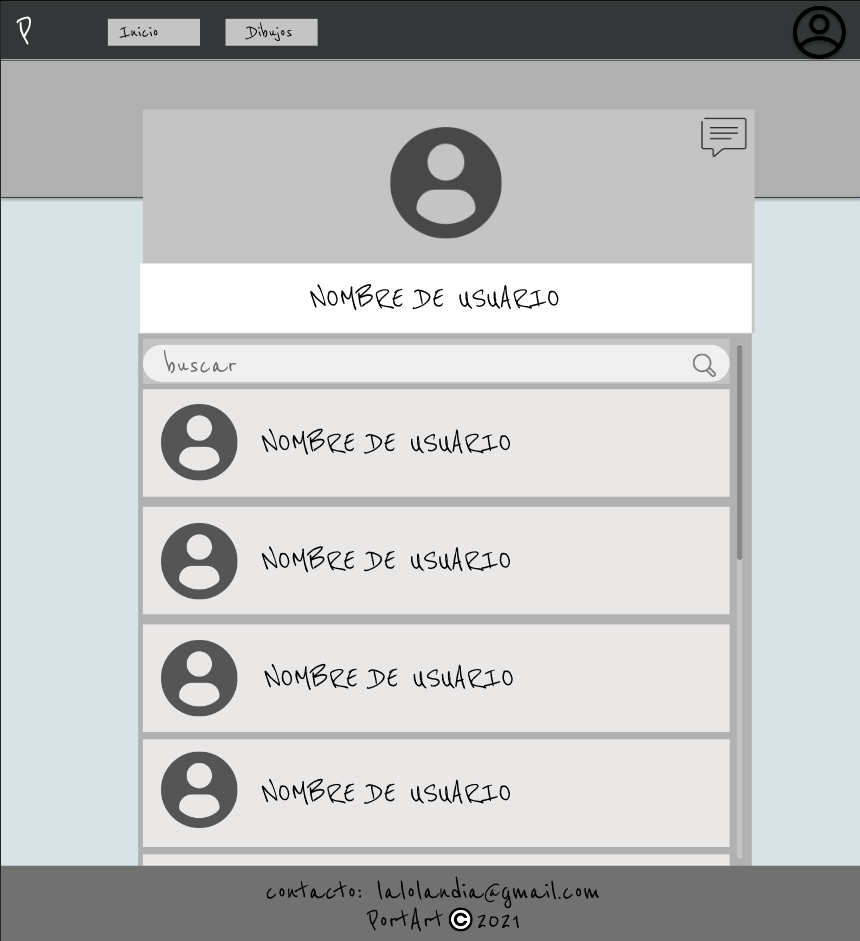 P
Inicio
Dibujos
NOMBRE DE USUARIO
buscar
NOMBRE DE USUARIO
NOMBRE DE USUARIO
NOMBRE DE USUARIO
NOMBRE DE USUARIO
contacto: lalolandia@gmail.com
PortArt © 2021